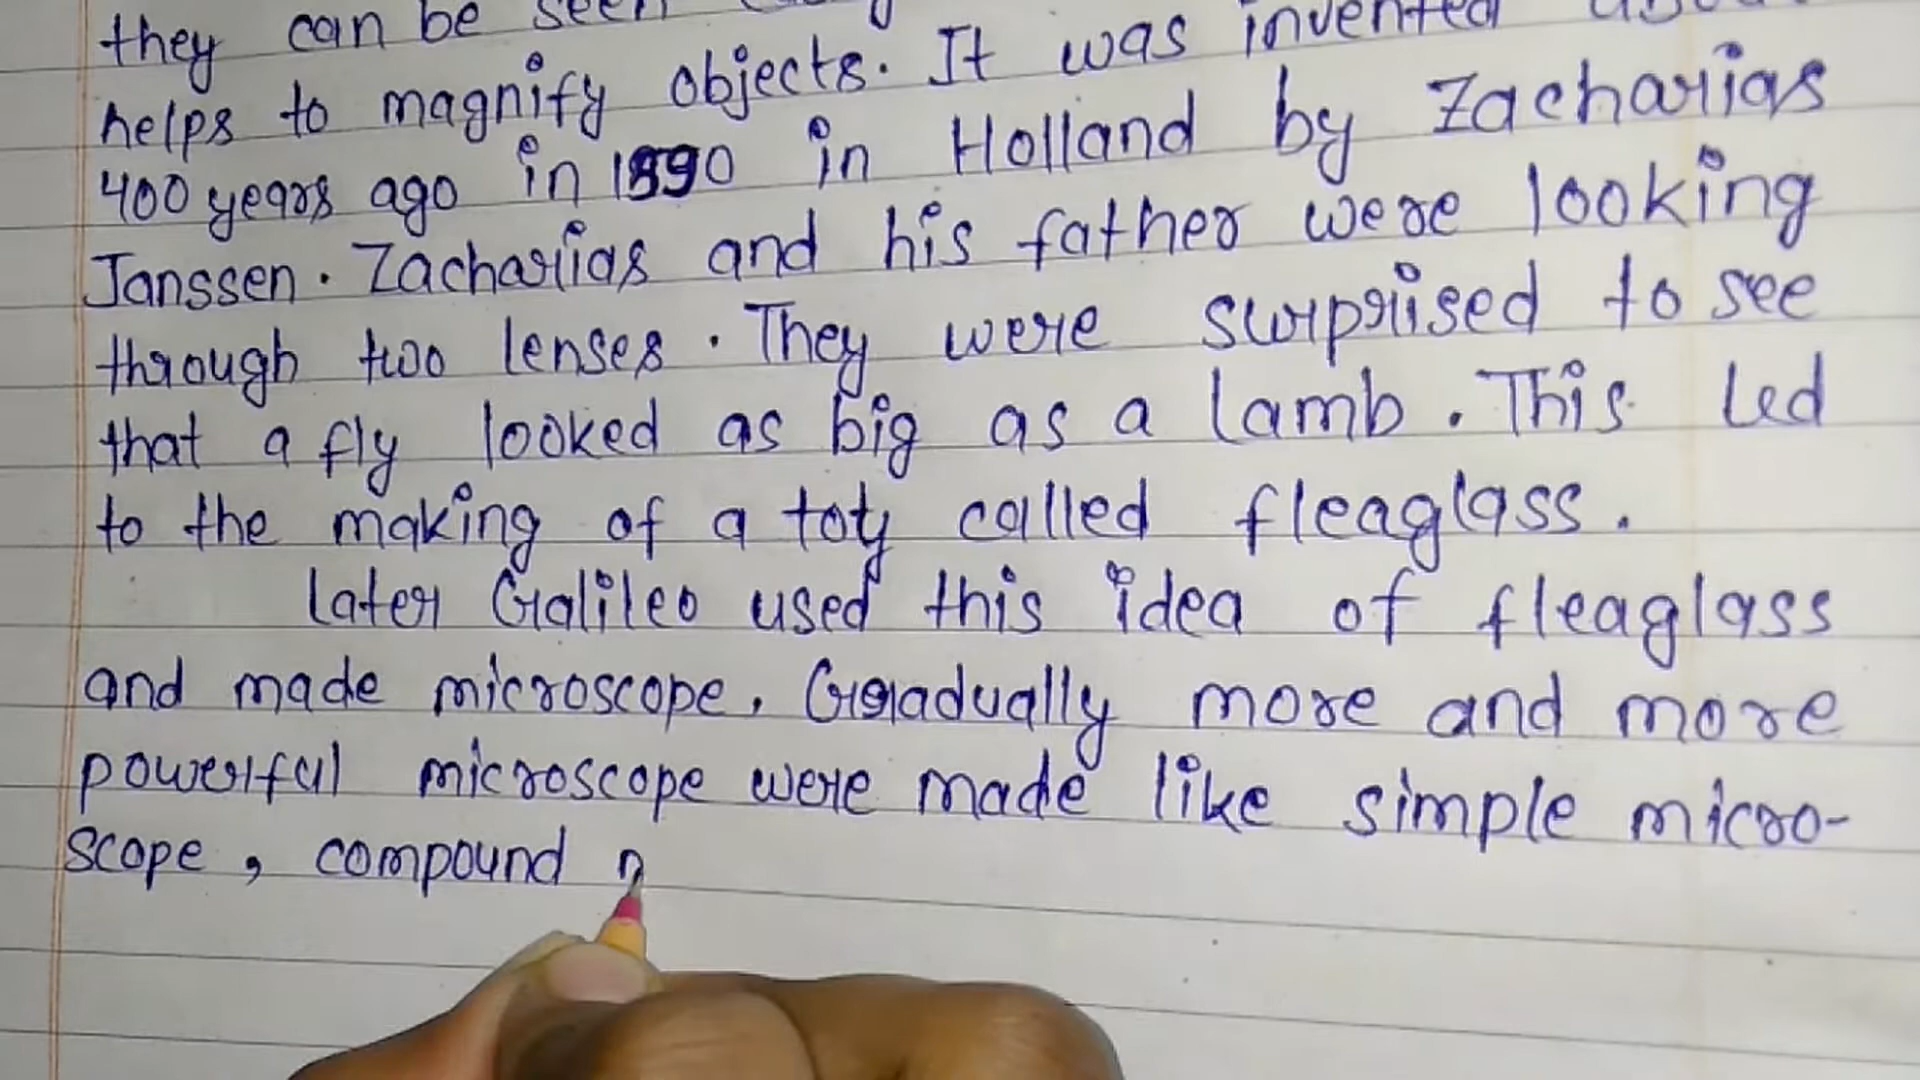 they can be seen
helps to magnify objects. It was invented about
400 years ago in 1590 in Holland by Zacharias
Janssen. Zacharias and his father were looking
through two lenses. They were surprised to see
that a fly looked as big as a lamb. This led
to the making of a toty called fleaglass.
Later Galileo used this idea of fleaglass
and made microscope. Gradually more and more
powerful microscope were made like simple micro-
scope, compound